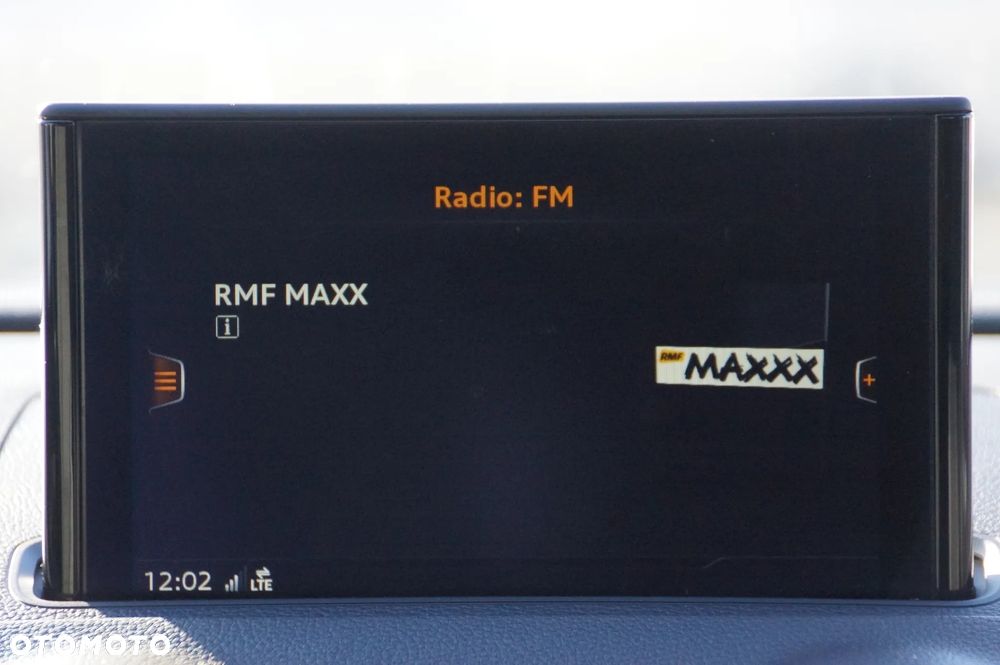 Radio: FM
RMF MAXX
i
RMF MAXXX
+
12:02 LTE
OTOMOTO